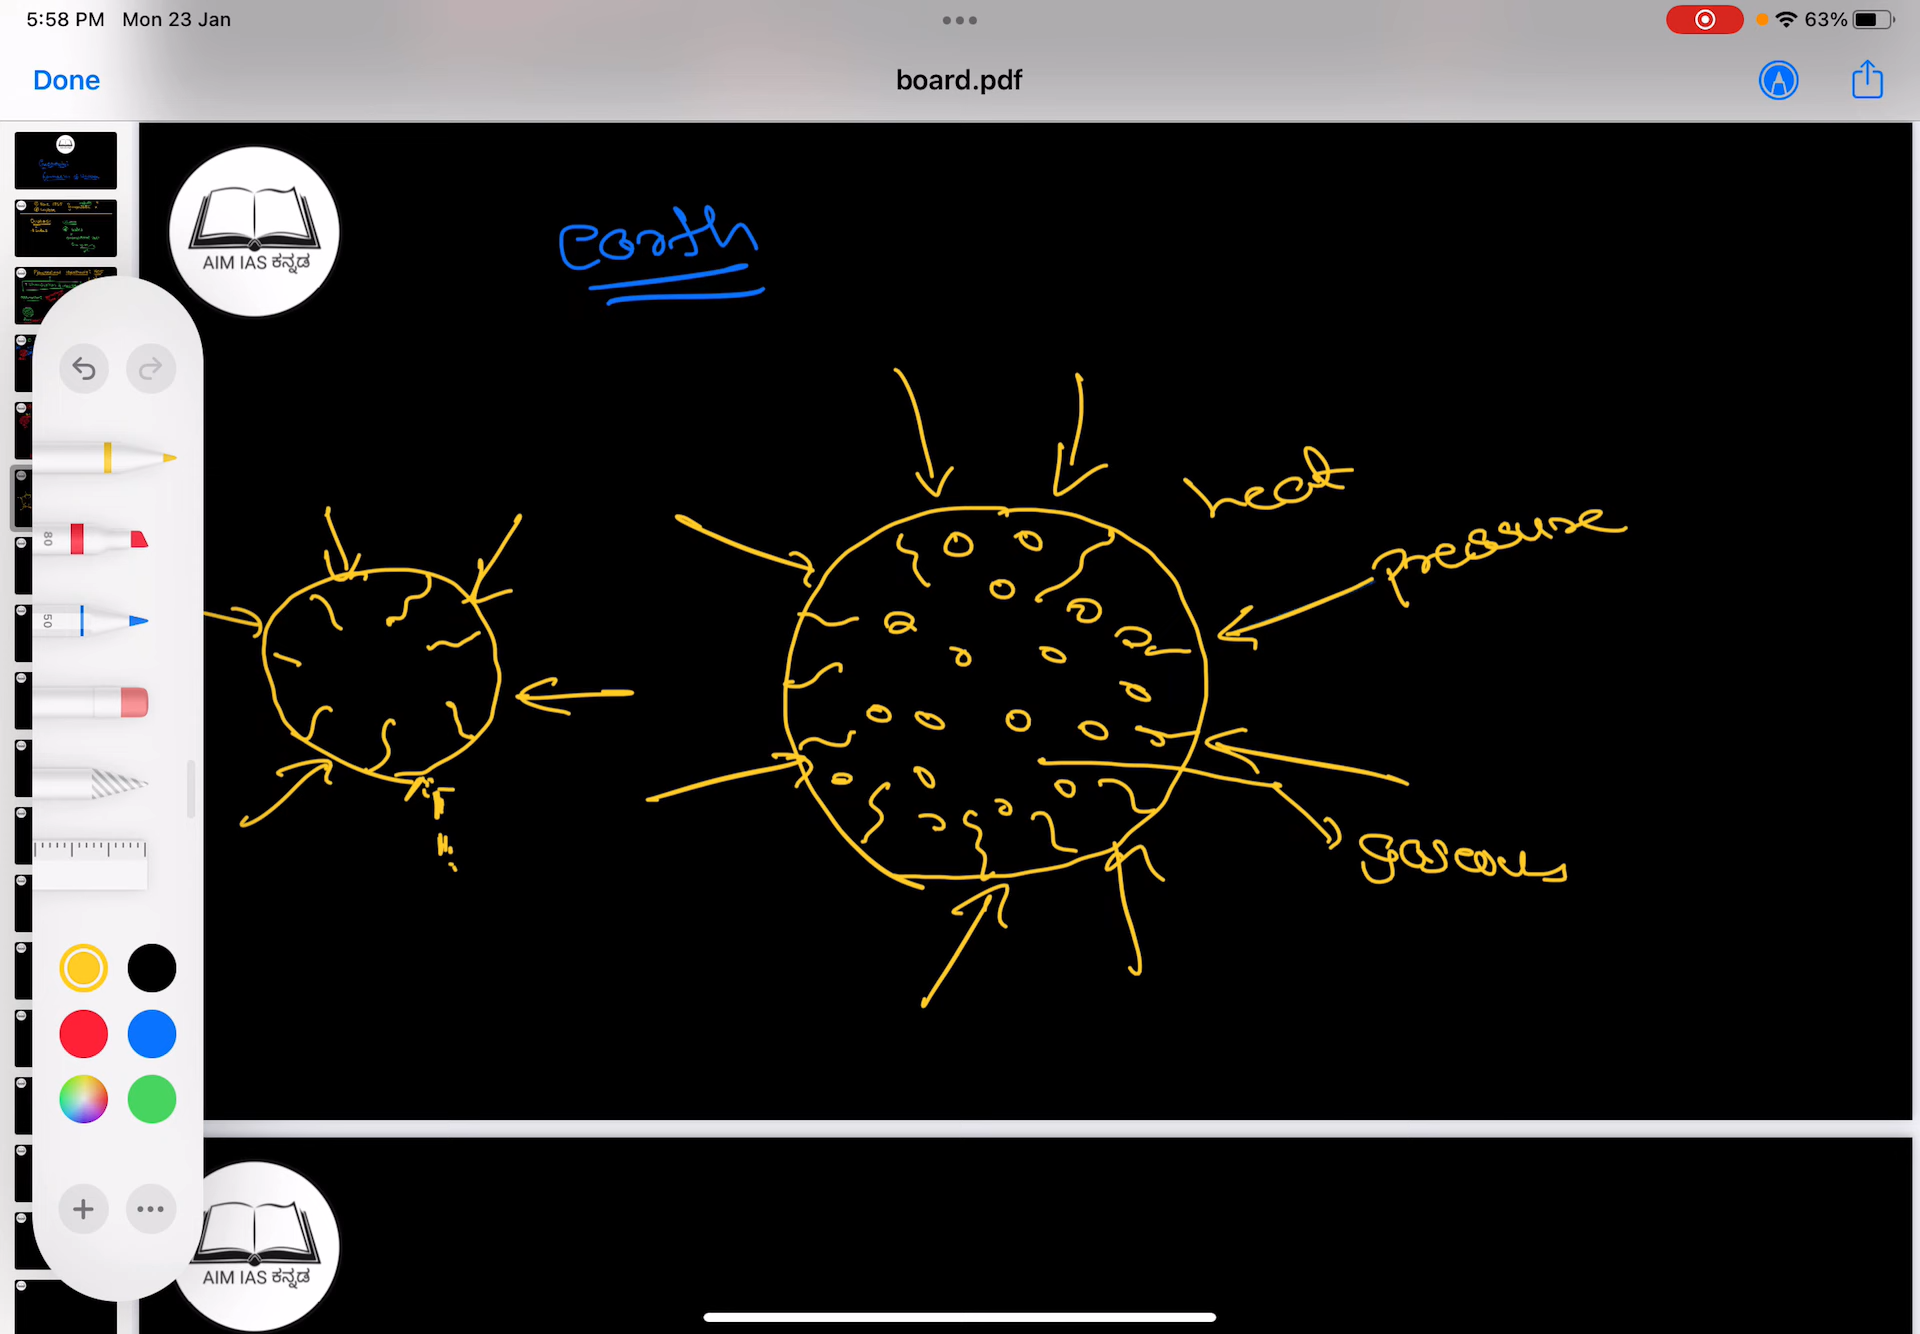 5:58 PM Mon 23 Jan
63%
Done
board.pdf
AIM IAS ಕನ್ನಡ
earth
heat
pressure
gaseous
80
50
AIM IAS ಕನ್ನಡ